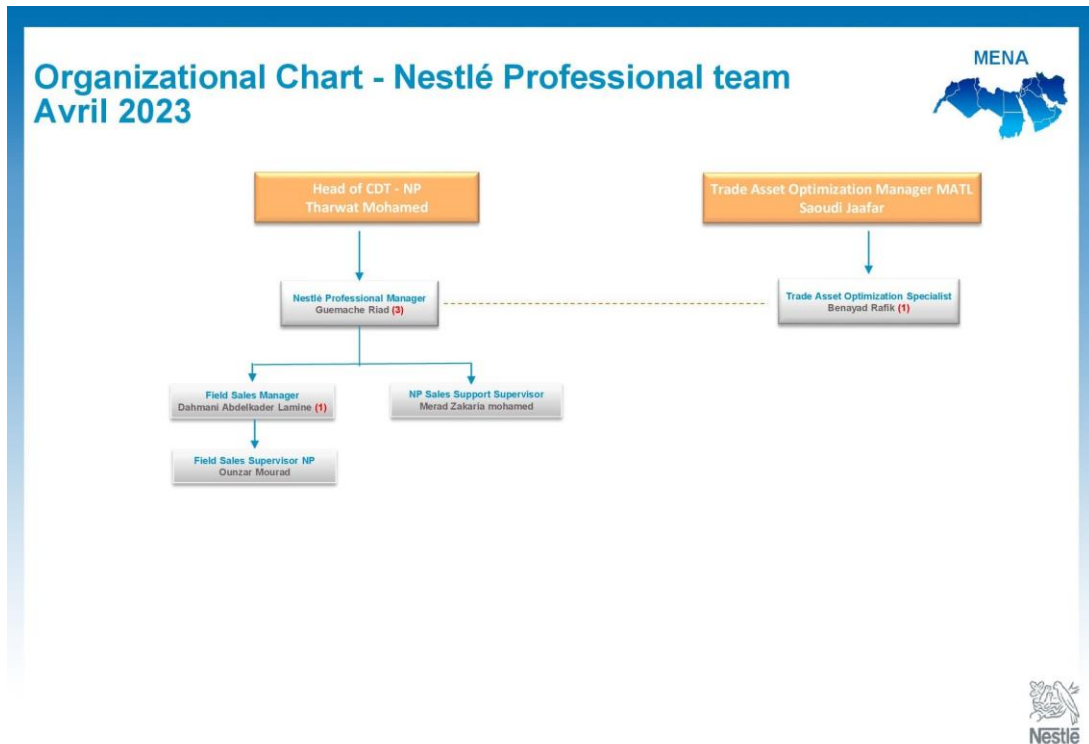 Organizational Chart - Nestlé Professional team
Avril 2023
MENA
Head of CDT - NP
Tharwat Mohamed
Trade Asset Optimization Manager MATL
Saoudi Jaafar
Nestlé Professional Manager
Guemache Riad (3)
Trade Asset Optimization Specialist
Benayad Rafik (1)
Field Sales Manager
Dahmani Abdelkader Lamine (1)
NP Sales Support Supervisor
Merad Zakaria mohamed
Field Sales Supervisor NP
Ounzar Mourad
Nestlé